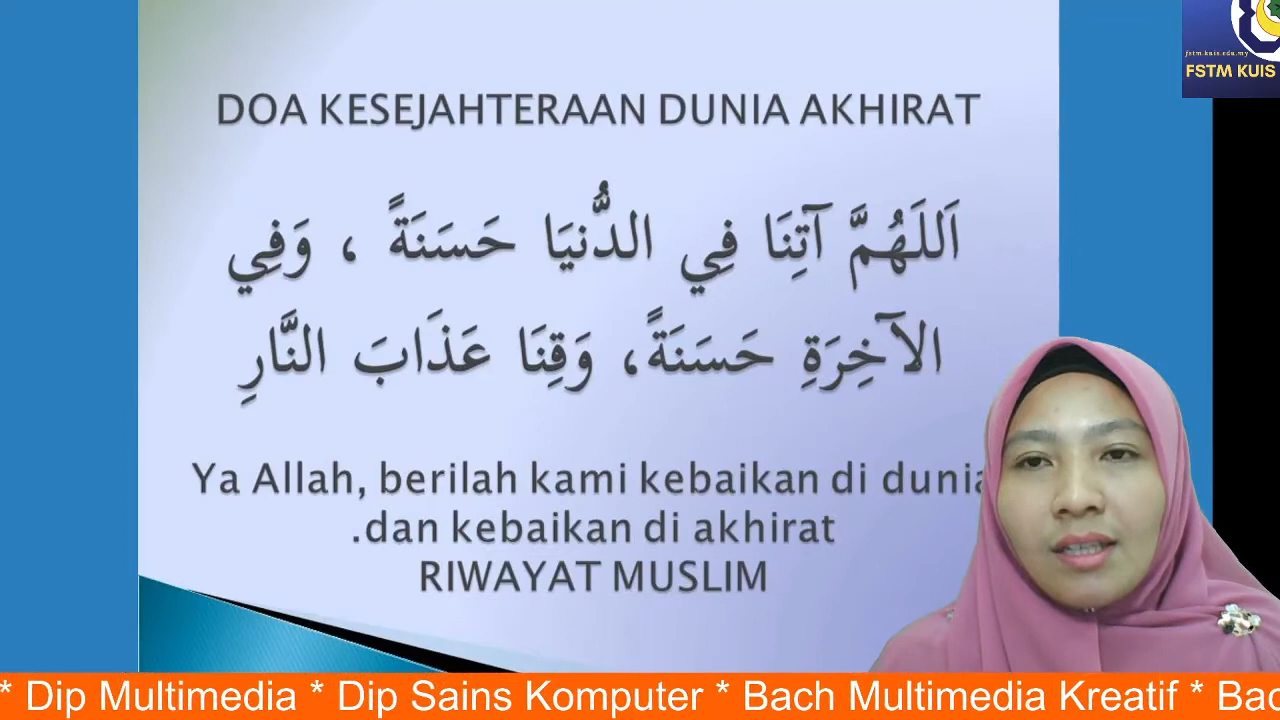 fstm.kuis.edu.my
FSTM KUIS
DOA KESEJAHTERAAN DUNIA AKHIRAT
اَللَهُمَّ آتِنَا فِي الدُّنيَا حَسَنَةً ، وَفِي
الآخِرَةِ حَسَنَةً، وَقِنَا عَذَابَ النَّارِ
Ya Allah, berilah kami kebaikan di dunia
.dan kebaikan di akhirat
RIWAYAT MUSLIM
* Dip Multimedia * Dip Sains Komputer * Bach Multimedia Kreatif * Bac